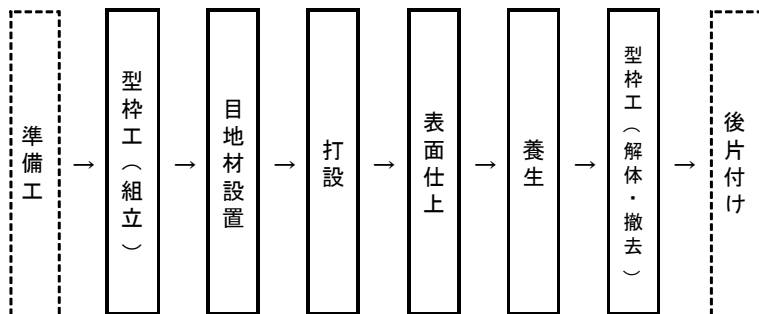 準備工
→
型枠工（組立）
→
目地材設置
→
打設
→
表面仕上
→
養生
→
型枠工（解体・撤去）
→
後片付け